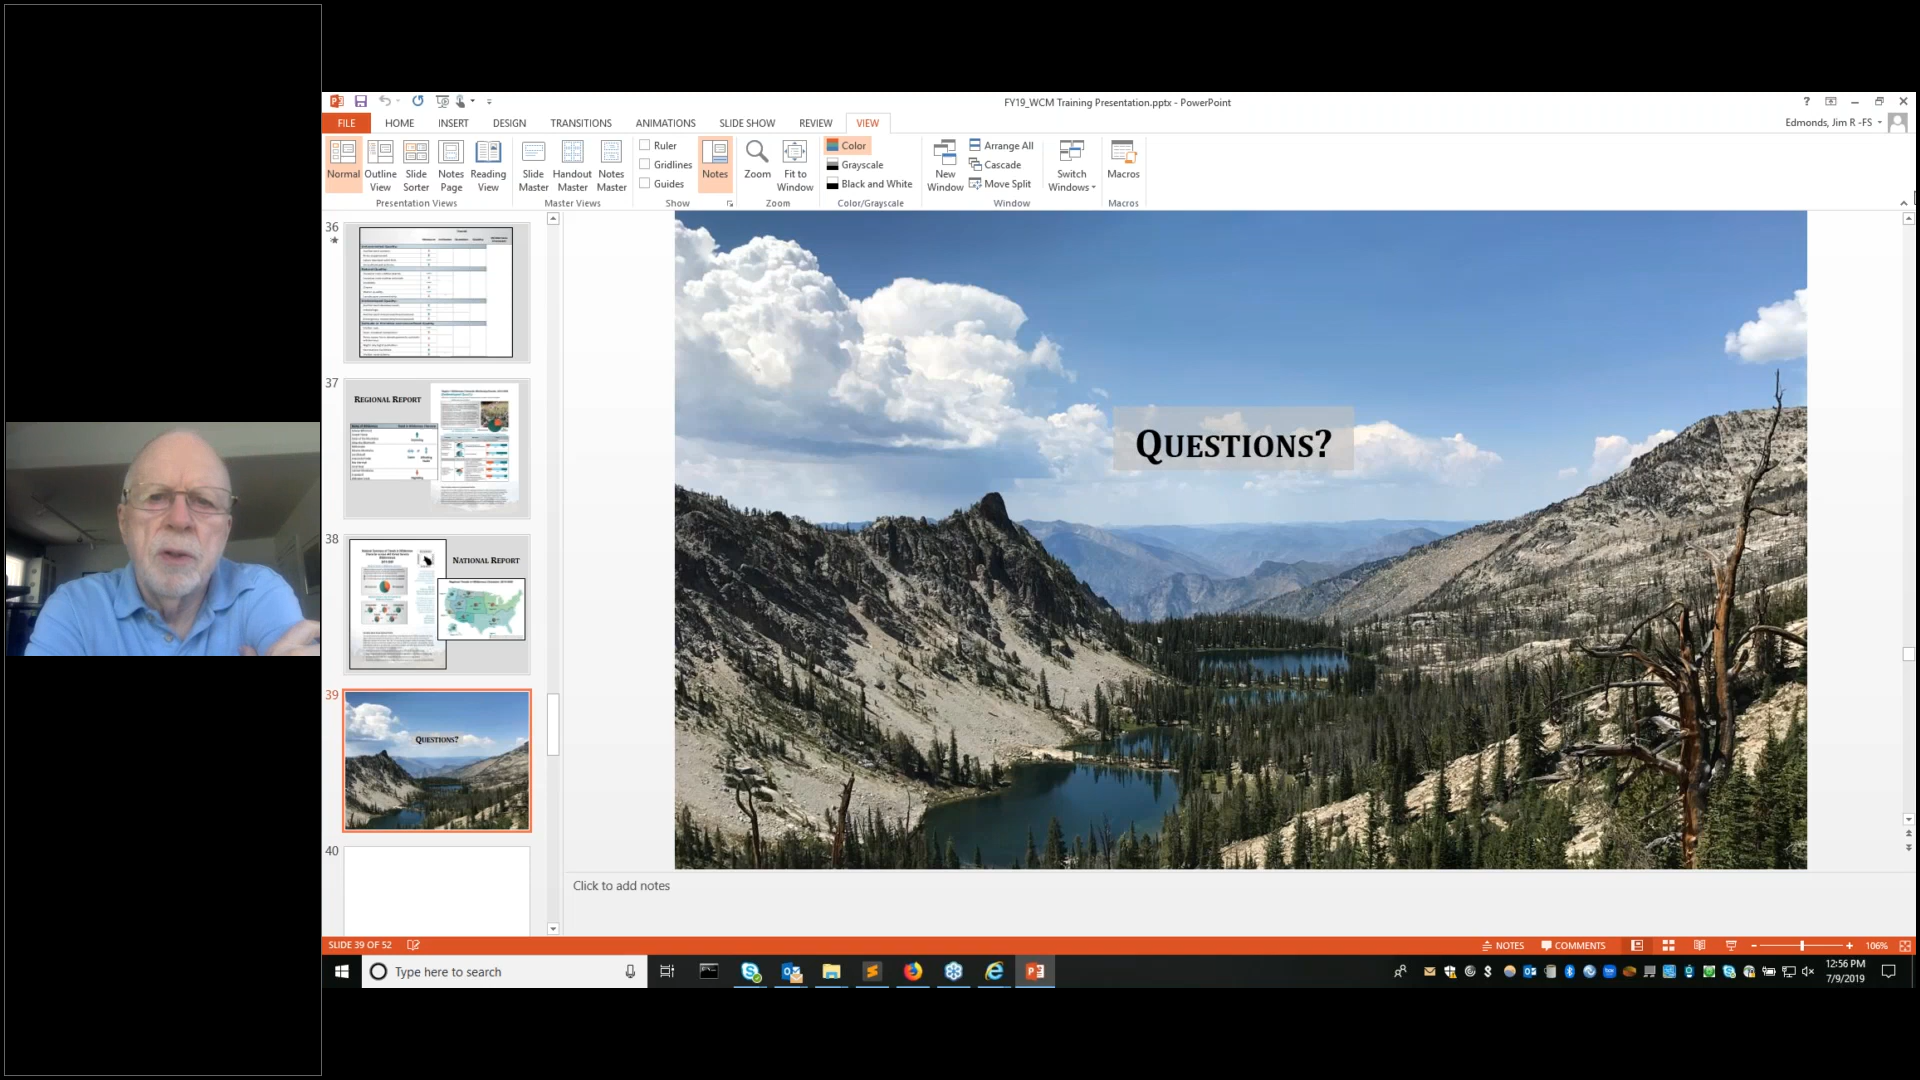 FY19_WCM Training Presentation.pptx - PowerPoint
?
FILE HOME INSERT DESIGN TRANSITIONS ANIMATIONS SLIDE SHOW REVIEW VIEW
Edmonds, Jim R -FS
Normal
Outline View
Slide Sorter
Notes Page
Reading View
Presentation Views
Slide Master
Handout Master
Notes Master
Master Views
Ruler
Gridlines
Guides
Show
Notes
Zoom
Fit to Window
Zoom
Color
Grayscale
Black and White
Color/Grayscale
New Window
Arrange All
Cascade
Move Split
Switch Windows
Window
Macros
Macros
36
37
REGIONAL REPORT
38
NATIONAL REPORT
39
QUESTIONS?
40
QUESTIONS?
Click to add notes
SLIDE 39 OF 52
NOTES
COMMENTS
106%
Type here to search
12:56 PM
7/9/2019